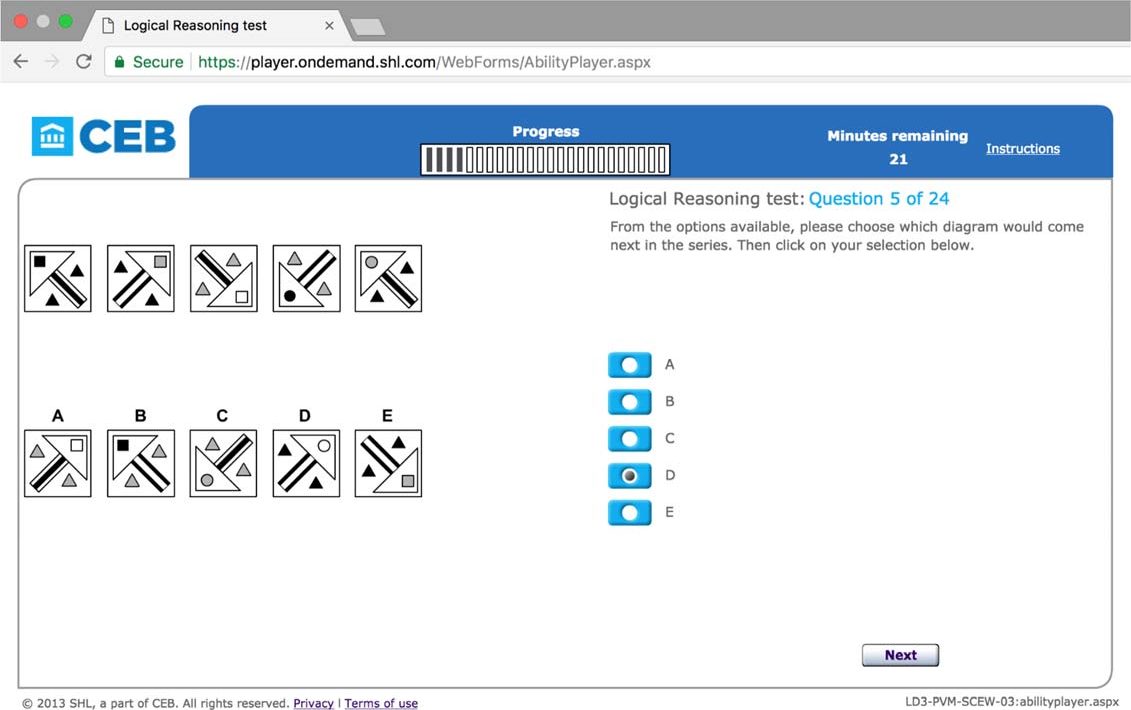 Logical Reasoning test
Secure https://player.ondemand.shl.com/WebForms/AbilityPlayer.aspx
CEB
Progress
Minutes remaining
21
Instructions
Logical Reasoning test: Question 5 of 24
From the options available, please choose which diagram would come
next in the series. Then click on your selection below.
A B C D E
A
B
C
D
E
Next
© 2013 SHL, a part of CEB. All rights reserved. Privacy | Terms of use
LD3-PVM-SCEW-03:abilityplayer.aspx